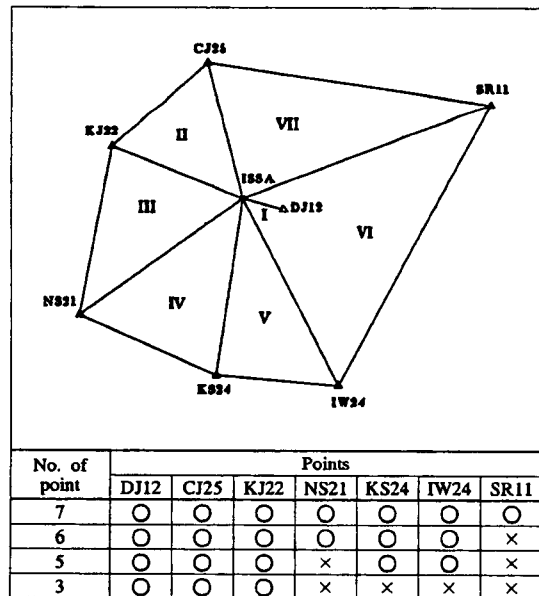 CJ25
SR11
KJ22
II
VII
ISSA
I
DJ12
III
VI
NS21
IV
V
KS24
IW24
No. of point Points
DJ12 CJ25 KJ22 NS21 KS24 IW24 SR11
7 ○ ○ ○ ○ ○ ○ ○
6 ○ ○ ○ ○ ○ ○ ×
5 ○ ○ ○ × ○ ○ ×
3 ○ ○ ○ × × × ×